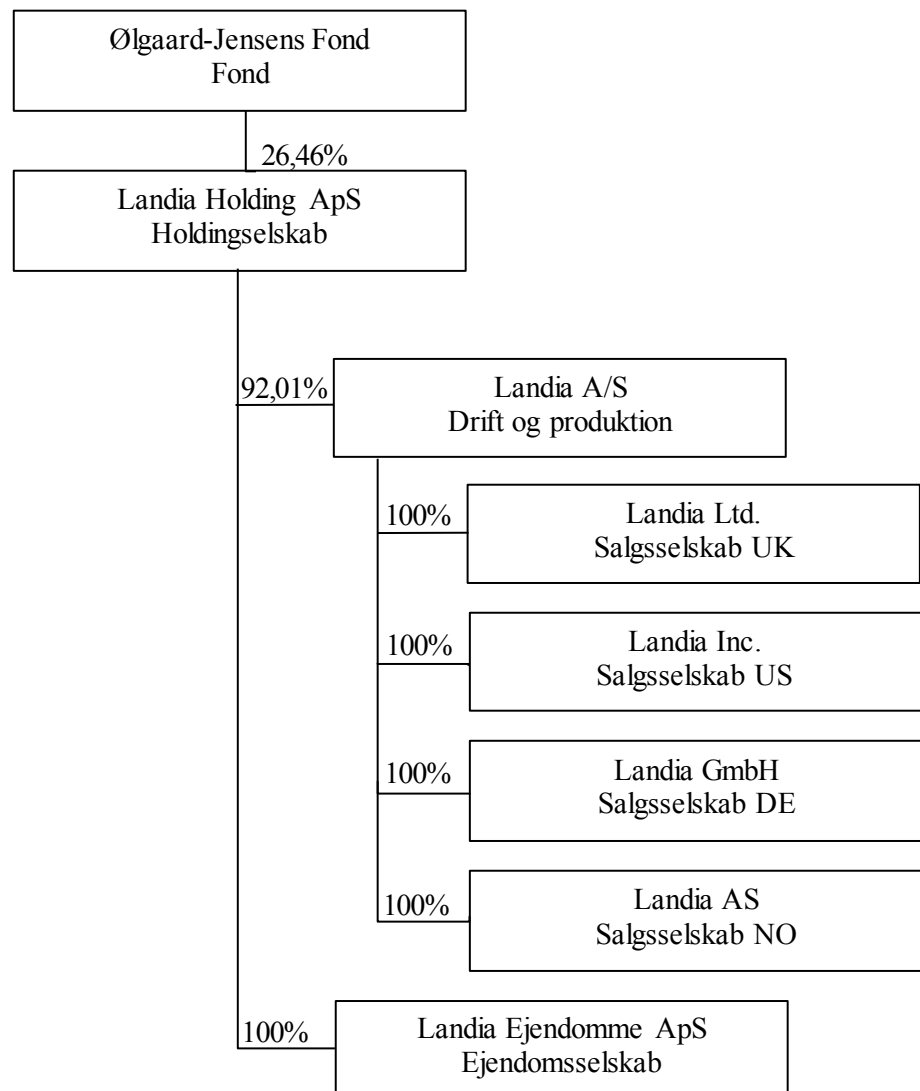 Ølgaard-Jensens Fond
Fond
26,46%
Landia Holding ApS
Holdingselskab
92,01%
Landia A/S
Drift og produktion
100%
Landia Ltd.
Salgsselskab UK
100%
Landia Inc.
Salgsselskab US
100%
Landia GmbH
Salgsselskab DE
100%
Landia AS
Salgsselskab NO
100%
Landia Ejendomme ApS
Ejendomsselskab